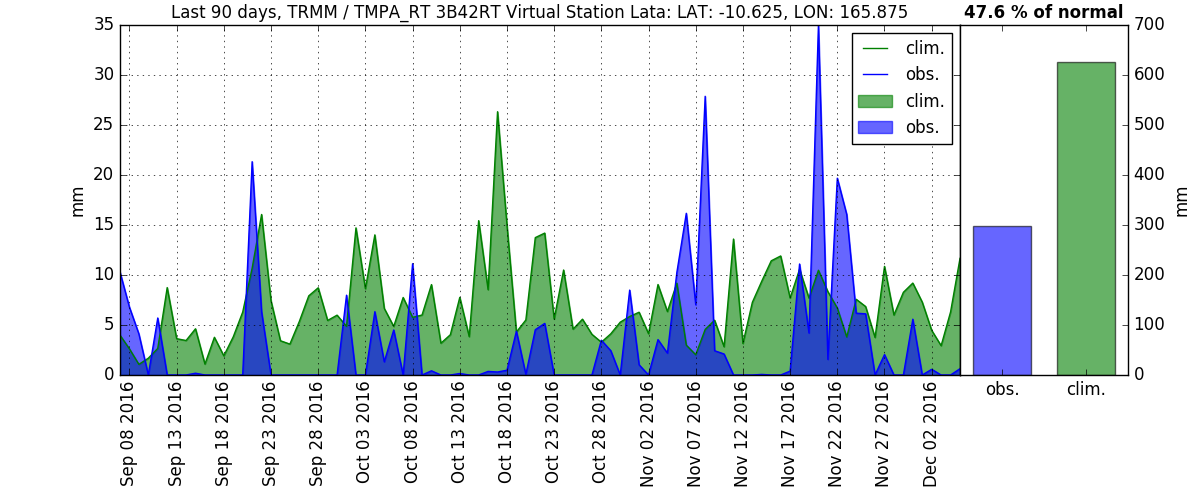 Last 90 days, TRMM / TMPA_RT 3B42RT Virtual Station Lata: LAT: -10.625, LON: 165.875
47.6 % of normal
35
30
25
20
15
10
5
0
mm
clim.
obs.
clim.
obs.
700
600
500
400
300
200
100
0
mm
obs.
clim.
Sep 08 2016
Sep 13 2016
Sep 18 2016
Sep 23 2016
Sep 28 2016
Oct 03 2016
Oct 08 2016
Oct 13 2016
Oct 18 2016
Oct 23 2016
Oct 28 2016
Nov 02 2016
Nov 07 2016
Nov 12 2016
Nov 17 2016
Nov 22 2016
Nov 27 2016
Dec 02 2016